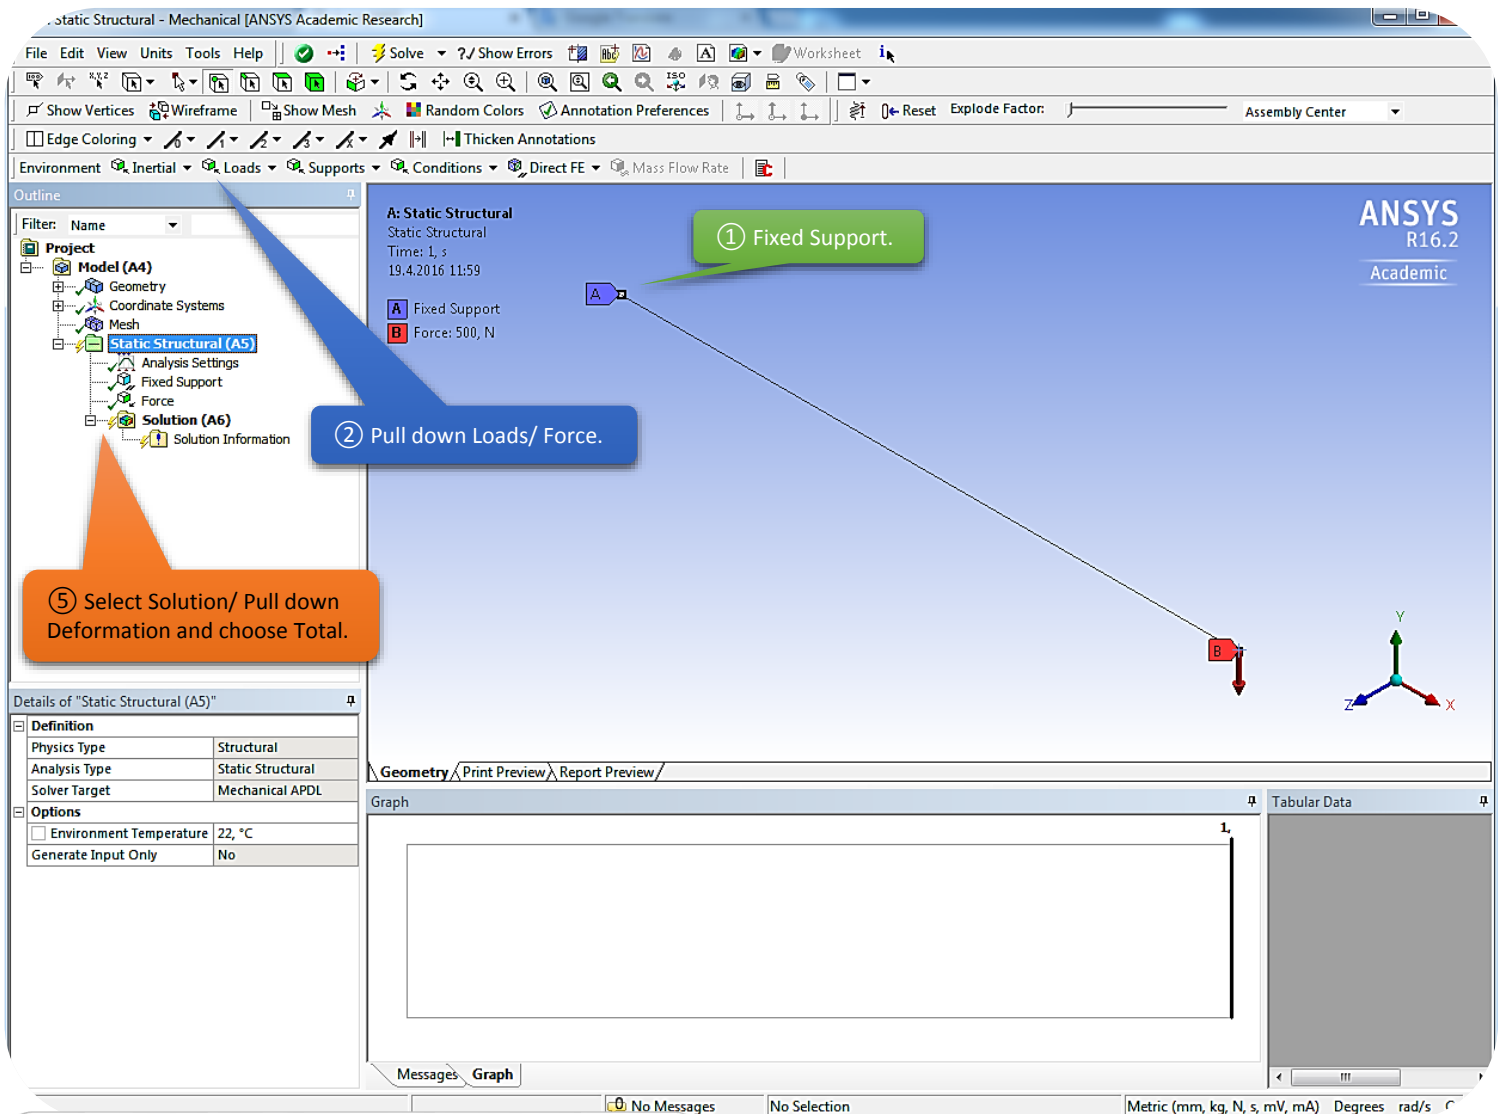 Static Structural - Mechanical [ANSYS Academic Research]
File Edit View Units Tools Help Solve ?/ Show Errors Worksheet
Show Vertices Wireframe Show Mesh Random Colors Annotation Preferences Reset Explode Factor: Assembly Center
Edge Coloring Thicken Annotations
Environment Inertial Loads Supports Conditions Direct FE Mass Flow Rate
Outline
Filter: Name
Project
Model (A4)
Geometry
Coordinate Systems
Mesh
Static Structural (A5)
Analysis Settings
Fixed Support
Force
Solution (A6)
Solution Information
A: Static Structural
Static Structural
Time: 1, s
19.4.2016 11:59
A Fixed Support
B Force: 500, N
① Fixed Support.
ANSYS
R16.2
Academic
A
② Pull down Loads/ Force.
⑤ Select Solution/ Pull down
Deformation and choose Total.
B
Y
Z
X
Details of "Static Structural (A5)"
Definition
Physics Type Structural
Analysis Type Static Structural
Solver Target Mechanical APDL
Options
Environment Temperature 22, °C
Generate Input Only No
Geometry Print Preview Report Preview
Graph
1,
Tabular Data
Messages Graph
0 No Messages No Selection Metric (mm, kg, N, s, mV, mA) Degrees rad/s